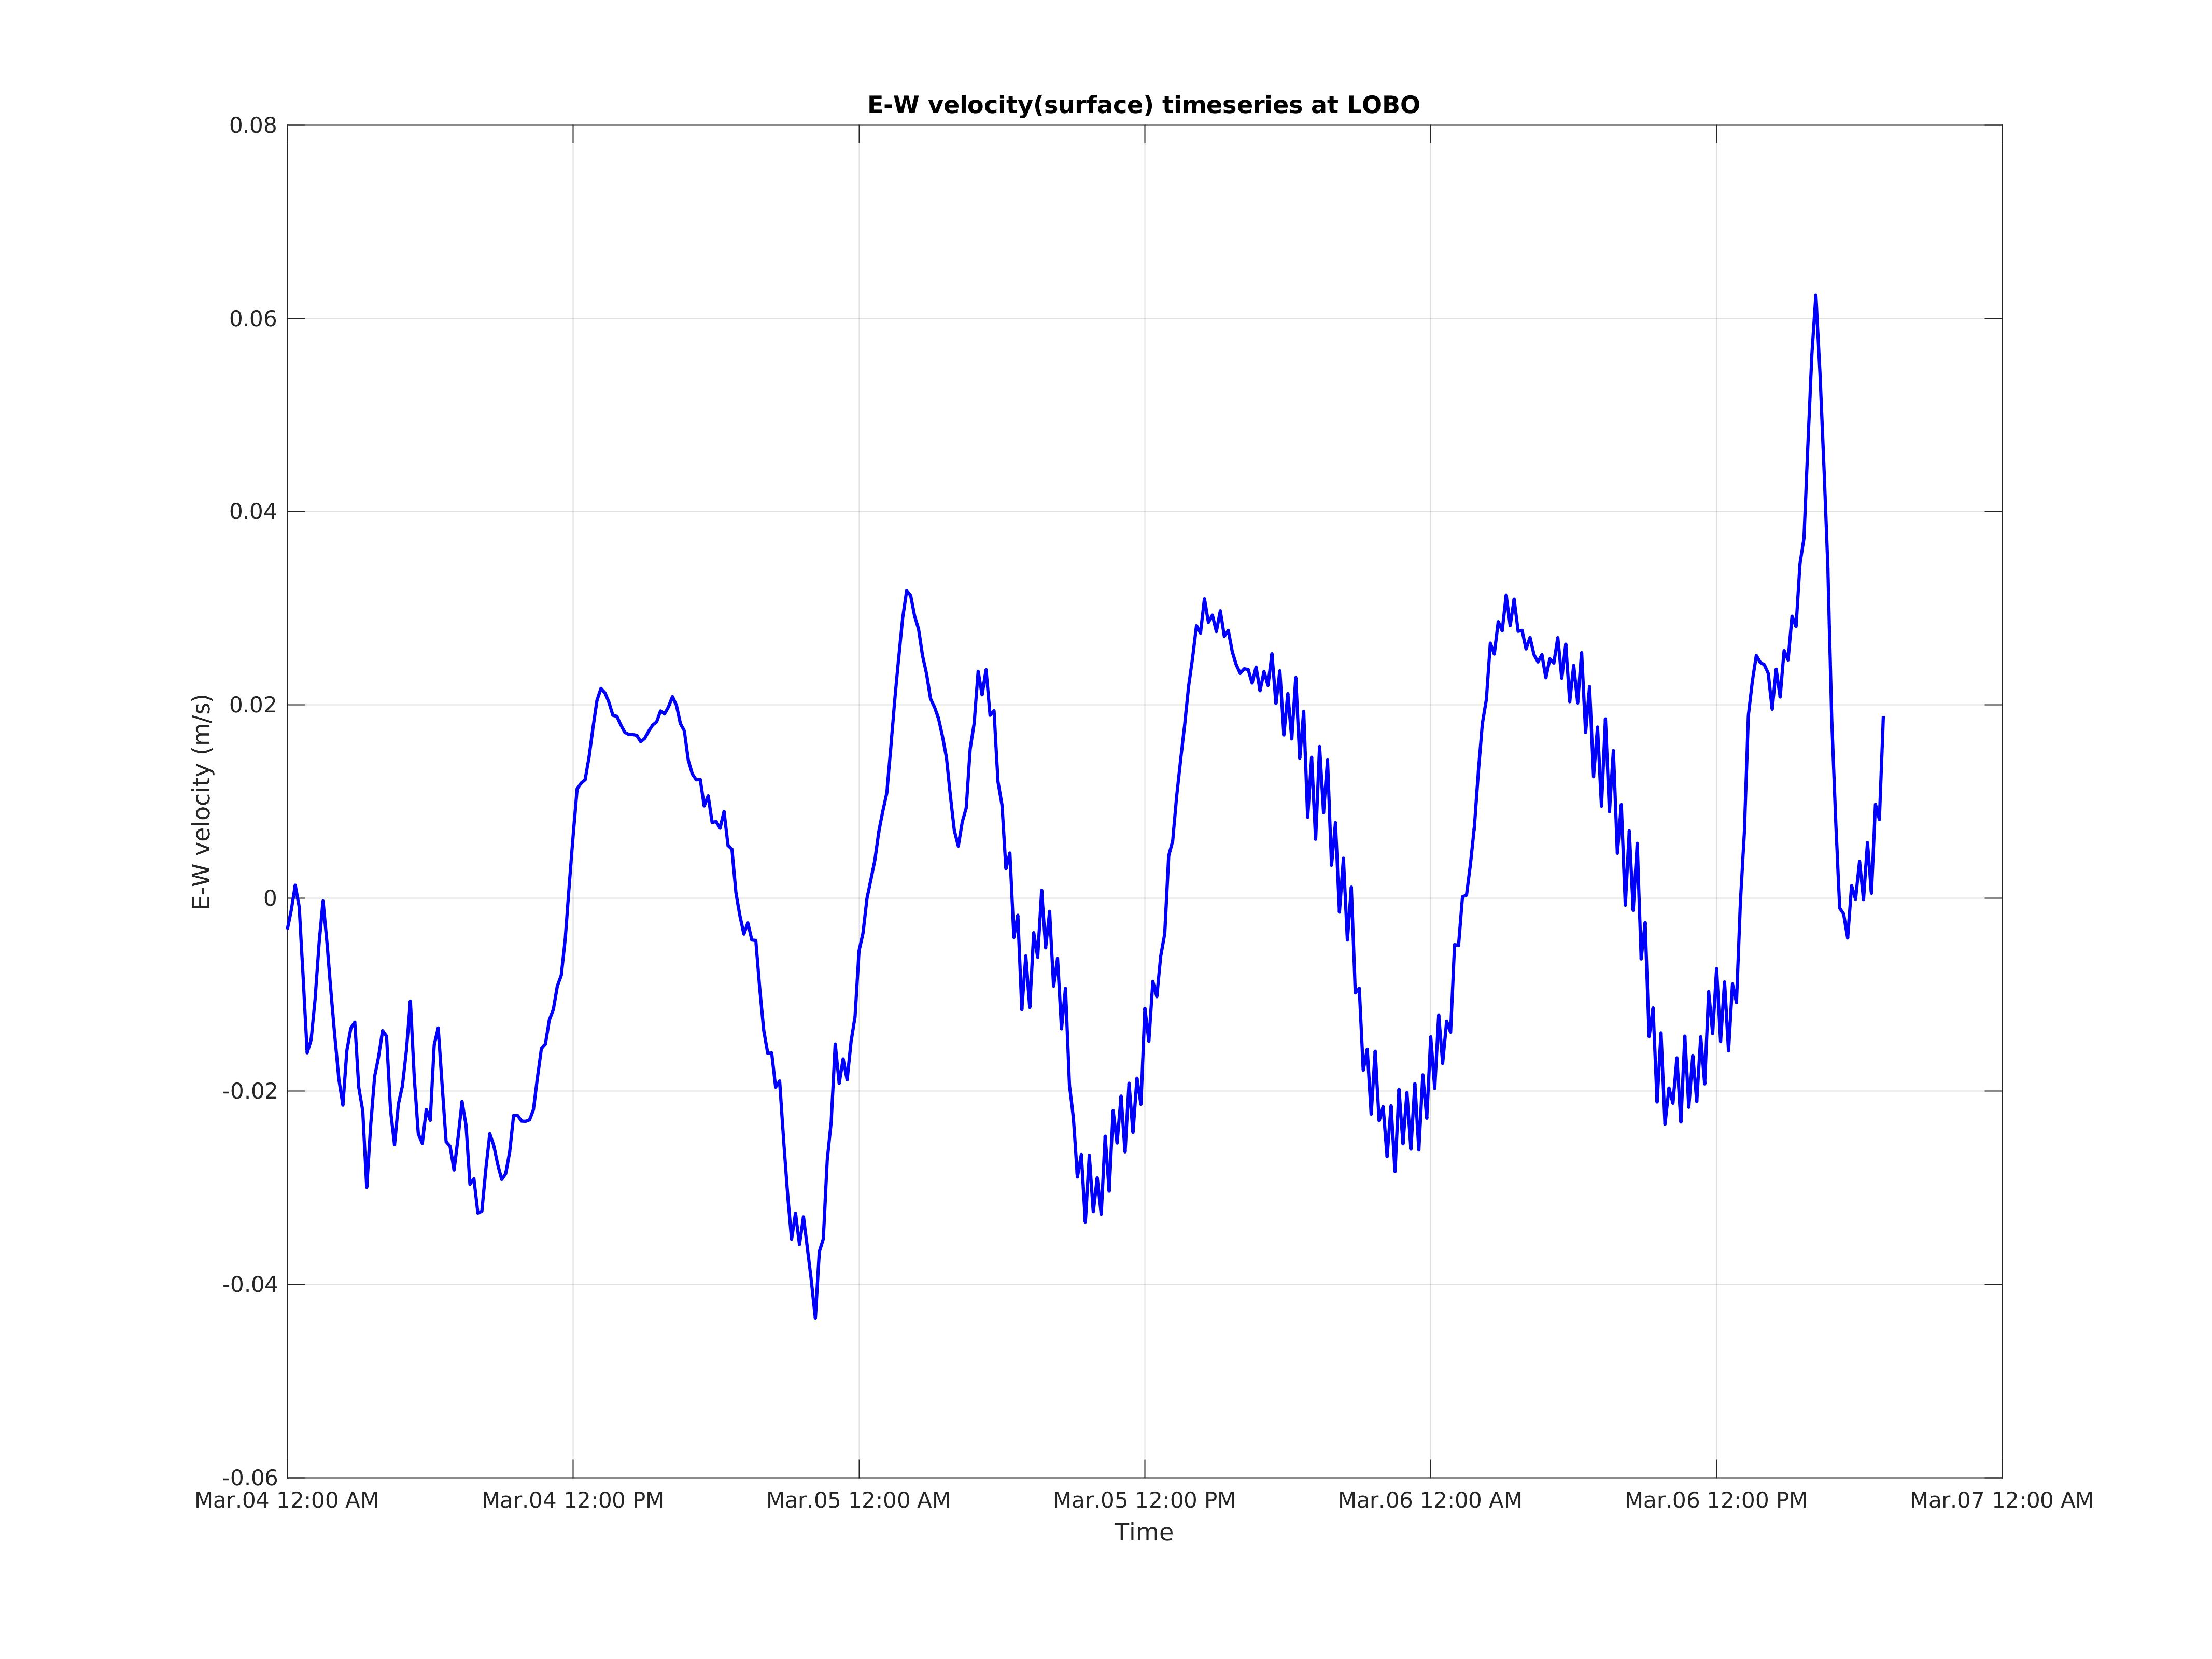 E-W velocity(surface) timeseries at LOBO
0.08
0.06
0.04
0.02
0
-0.02
-0.04
-0.06
E-W velocity (m/s)
Mar.04 12:00 AM
Mar.04 12:00 PM
Mar.05 12:00 AM
Mar.05 12:00 PM
Mar.06 12:00 AM
Mar.06 12:00 PM
Mar.07 12:00 AM
Time